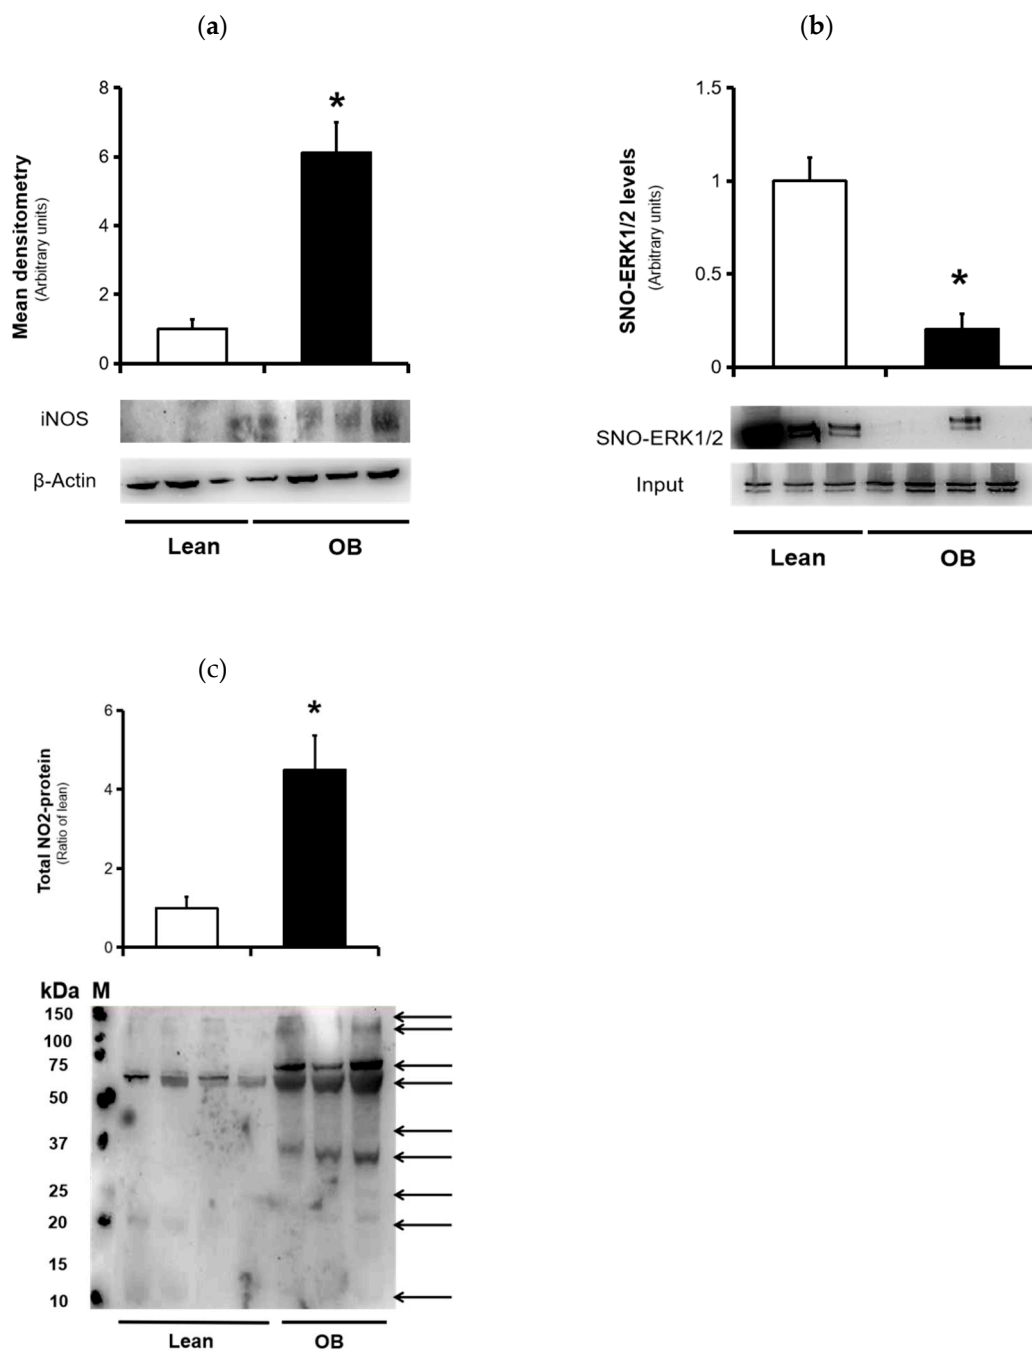 (a)
Mean densitometry
(Arbitrary units)
8
6
4
2
0
*
iNOS
β-Actin
Lean OB
(b)
SNO-ERK1/2 levels
(Arbitrary units)
1.5
1
0.5
0
*
SNO-ERK1/2
Input
Lean OB
(c)
Total NO2-protein
(Ratio of lean)
6
4
2
0
*
kDa M
150
100
75
50
37
25
20
15
10
Lean OB